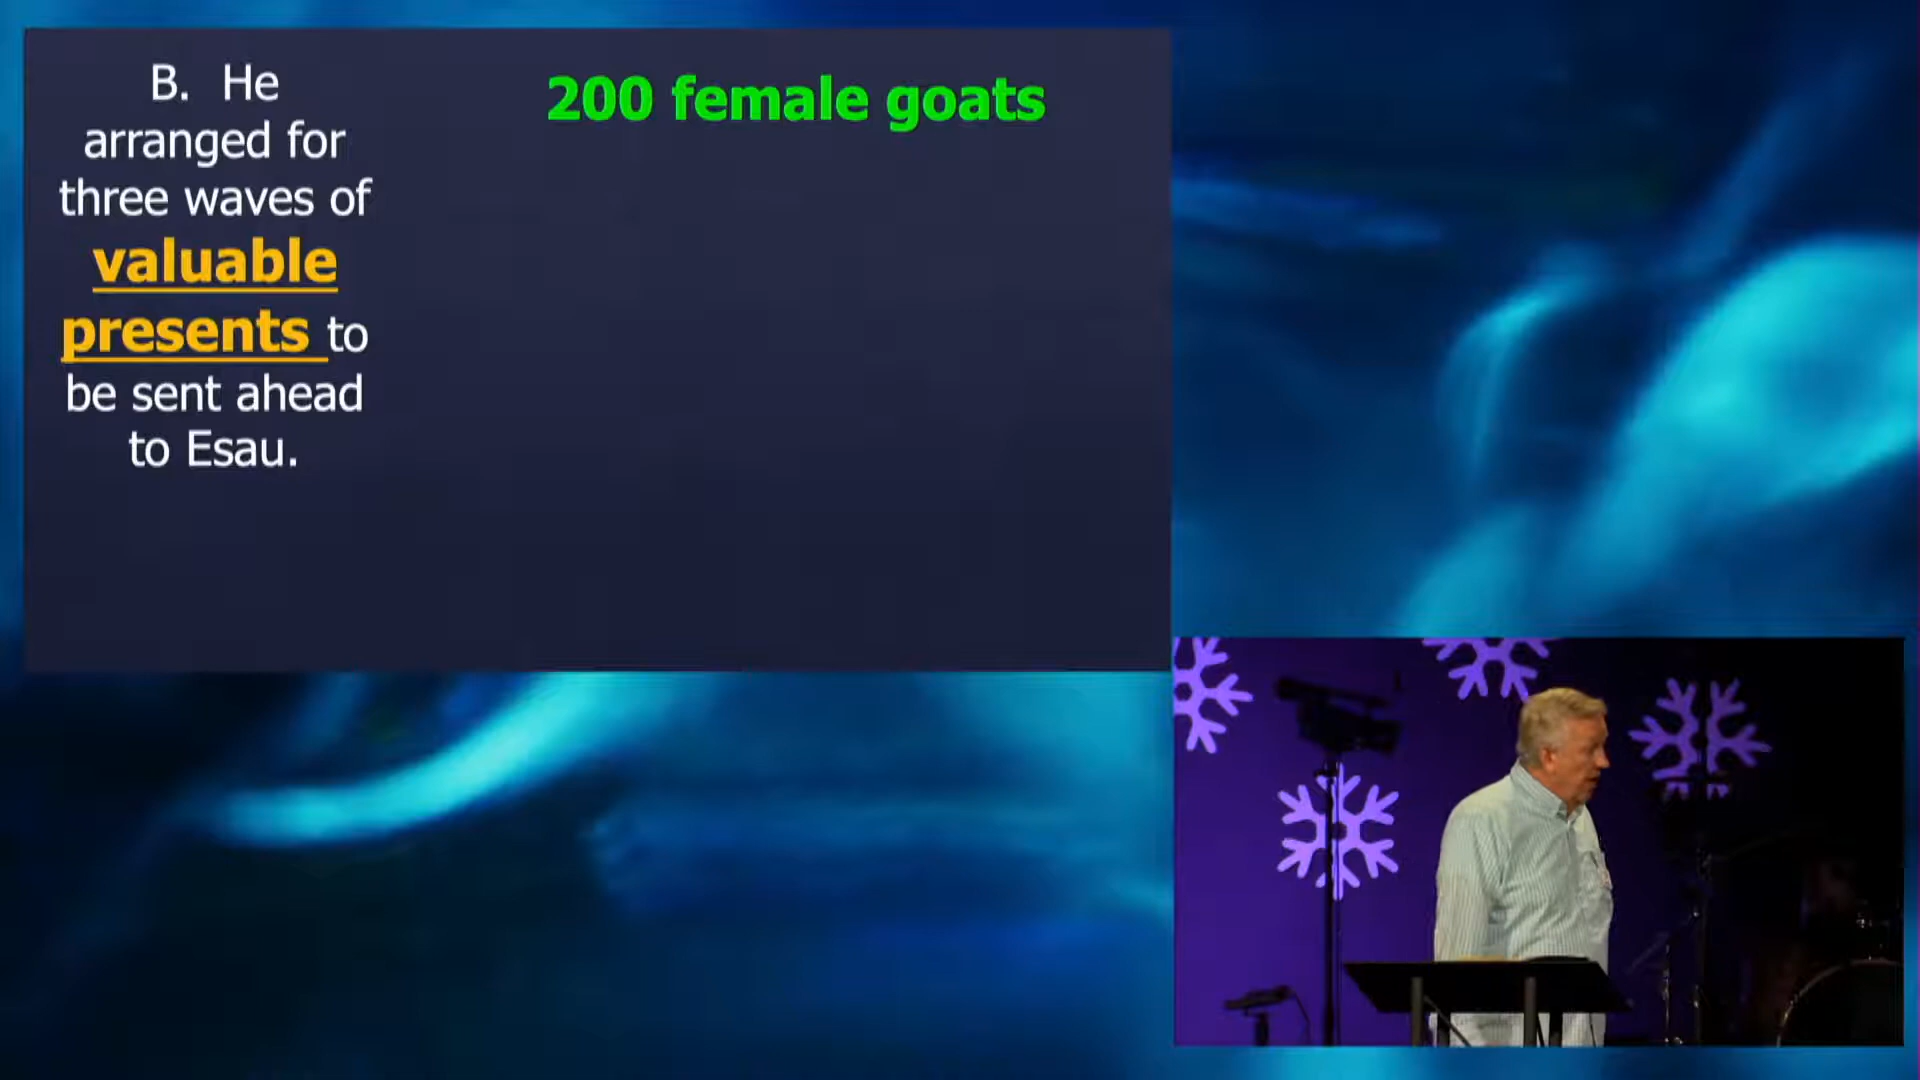 B. He
arranged for
three waves of
valuable
presents to
be sent ahead
to Esau.
200 female goats